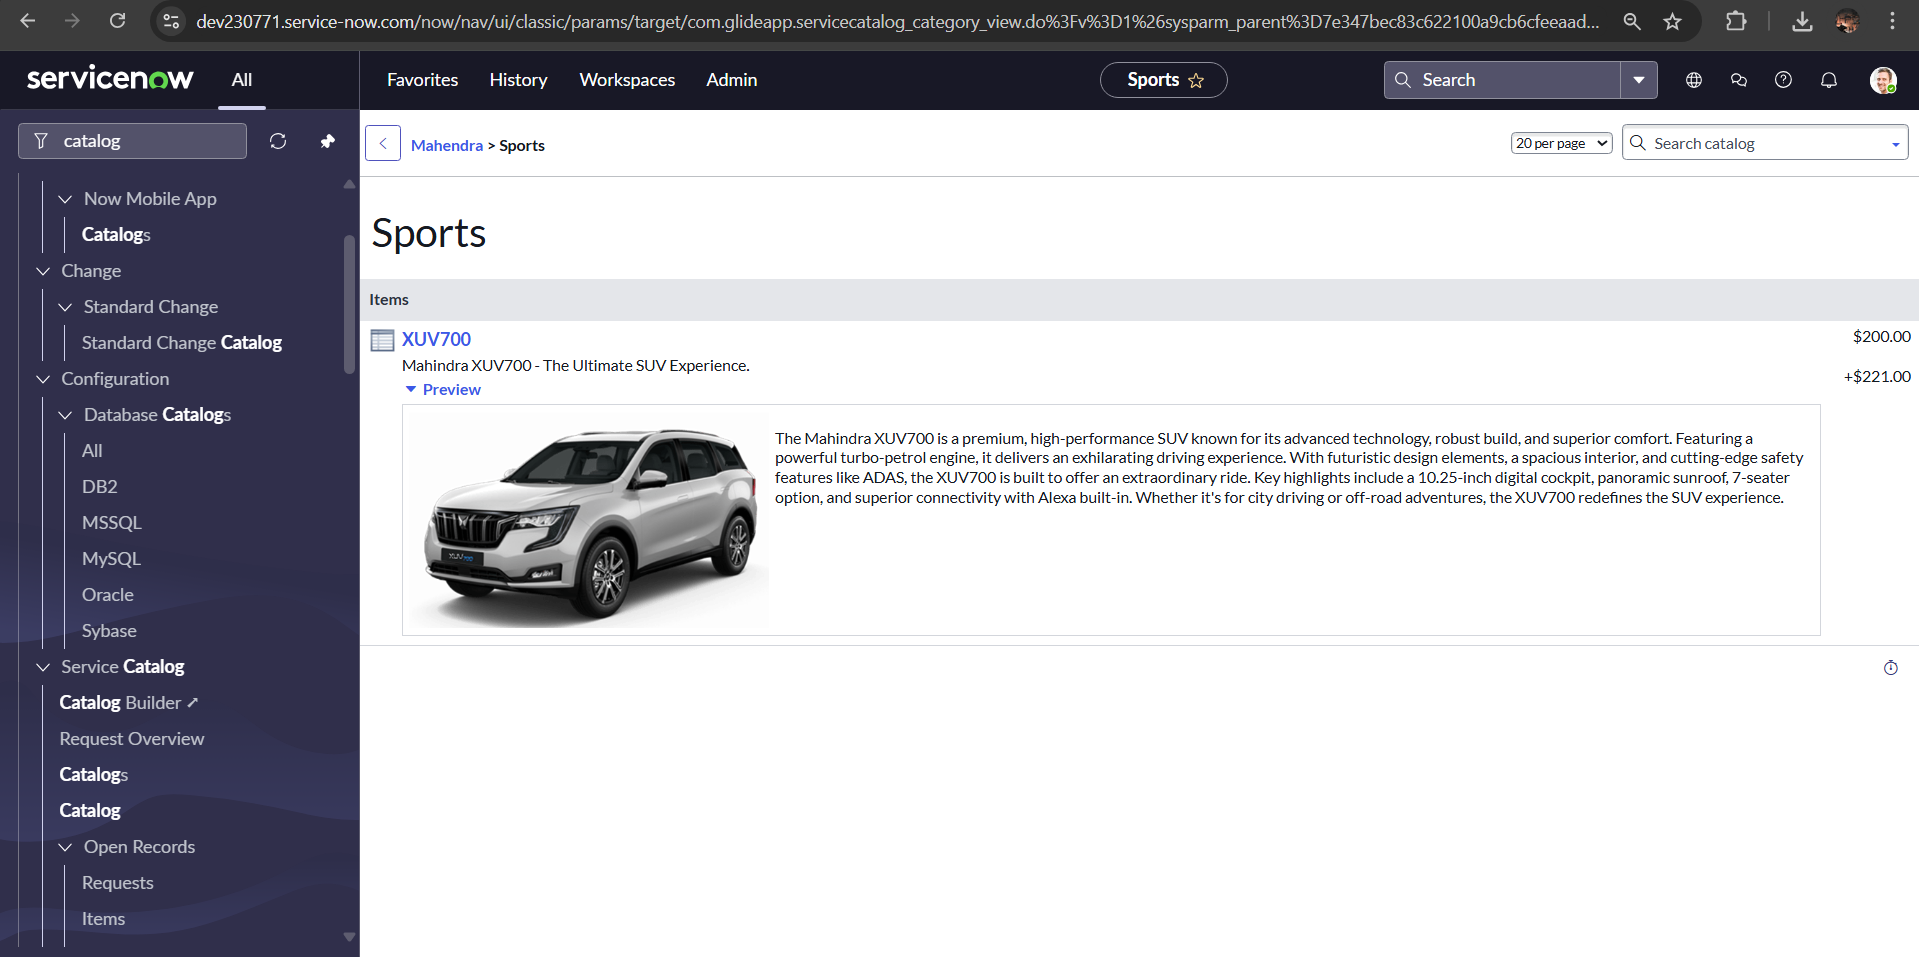 dev230771.service-now.com/now/nav/ui/classic/params/target/com.glideapp.servicecatalog_category_view.do%3Fv%3D1%26sysparm_parent%3D7e347bec83c622100a9cb6cfeeaad...
servicenow
All
Favorites
History
Workspaces
Admin
Sports
Search
catalog
Now Mobile App
Catalogs
Change
Standard Change
Standard Change Catalog
Configuration
Database Catalogs
All
DB2
MSSQL
MySQL
Oracle
Sybase
Service Catalog
Catalog Builder
Request Overview
Catalogs
Catalog
Open Records
Requests
Items
Mahendra > Sports
20 per page
Search catalog
Sports
Items
XUV700
$200.00
Mahindra XUV700 - The Ultimate SUV Experience.
+$221.00
Preview
XUV700
The Mahindra XUV700 is a premium, high-performance SUV known for its advanced technology, robust build, and superior comfort. Featuring a
powerful turbo-petrol engine, it delivers an exhilarating driving experience. With futuristic design elements, a spacious interior, and cutting-edge safety
features like ADAS, the XUV700 is built to offer an extraordinary ride. Key highlights include a 10.25-inch digital cockpit, panoramic sunroof, 7-seater
option, and superior connectivity with Alexa built-in. Whether it's for city driving or off-road adventures, the XUV700 redefines the SUV experience.